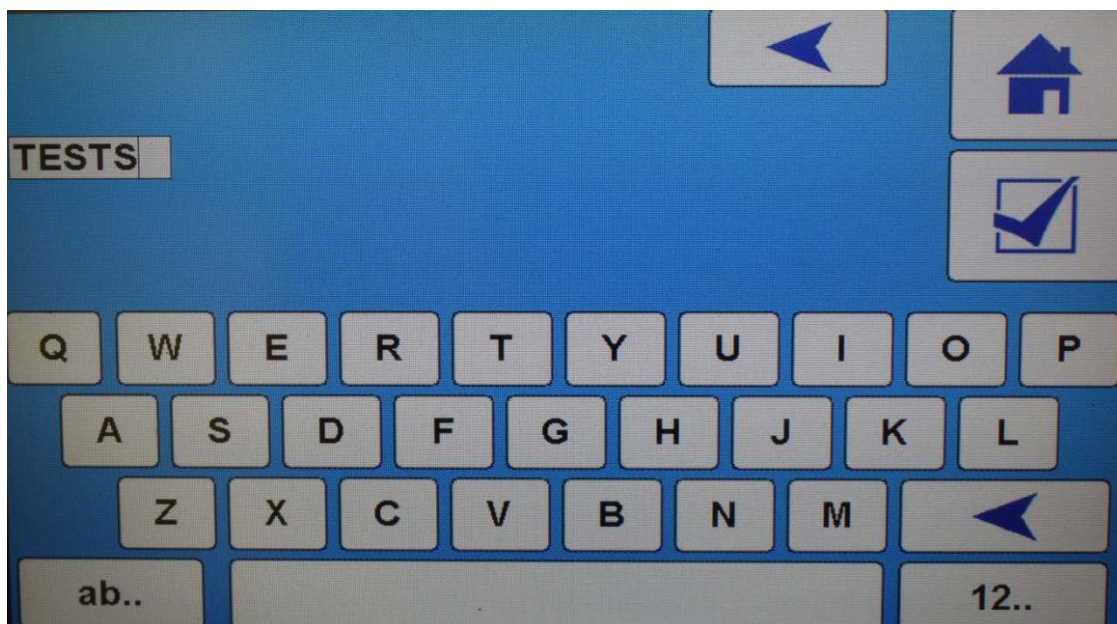 TESTS
Q W E R T Y U I O P
A S D F G H J K L
Z X C V B N M
ab.. 12..